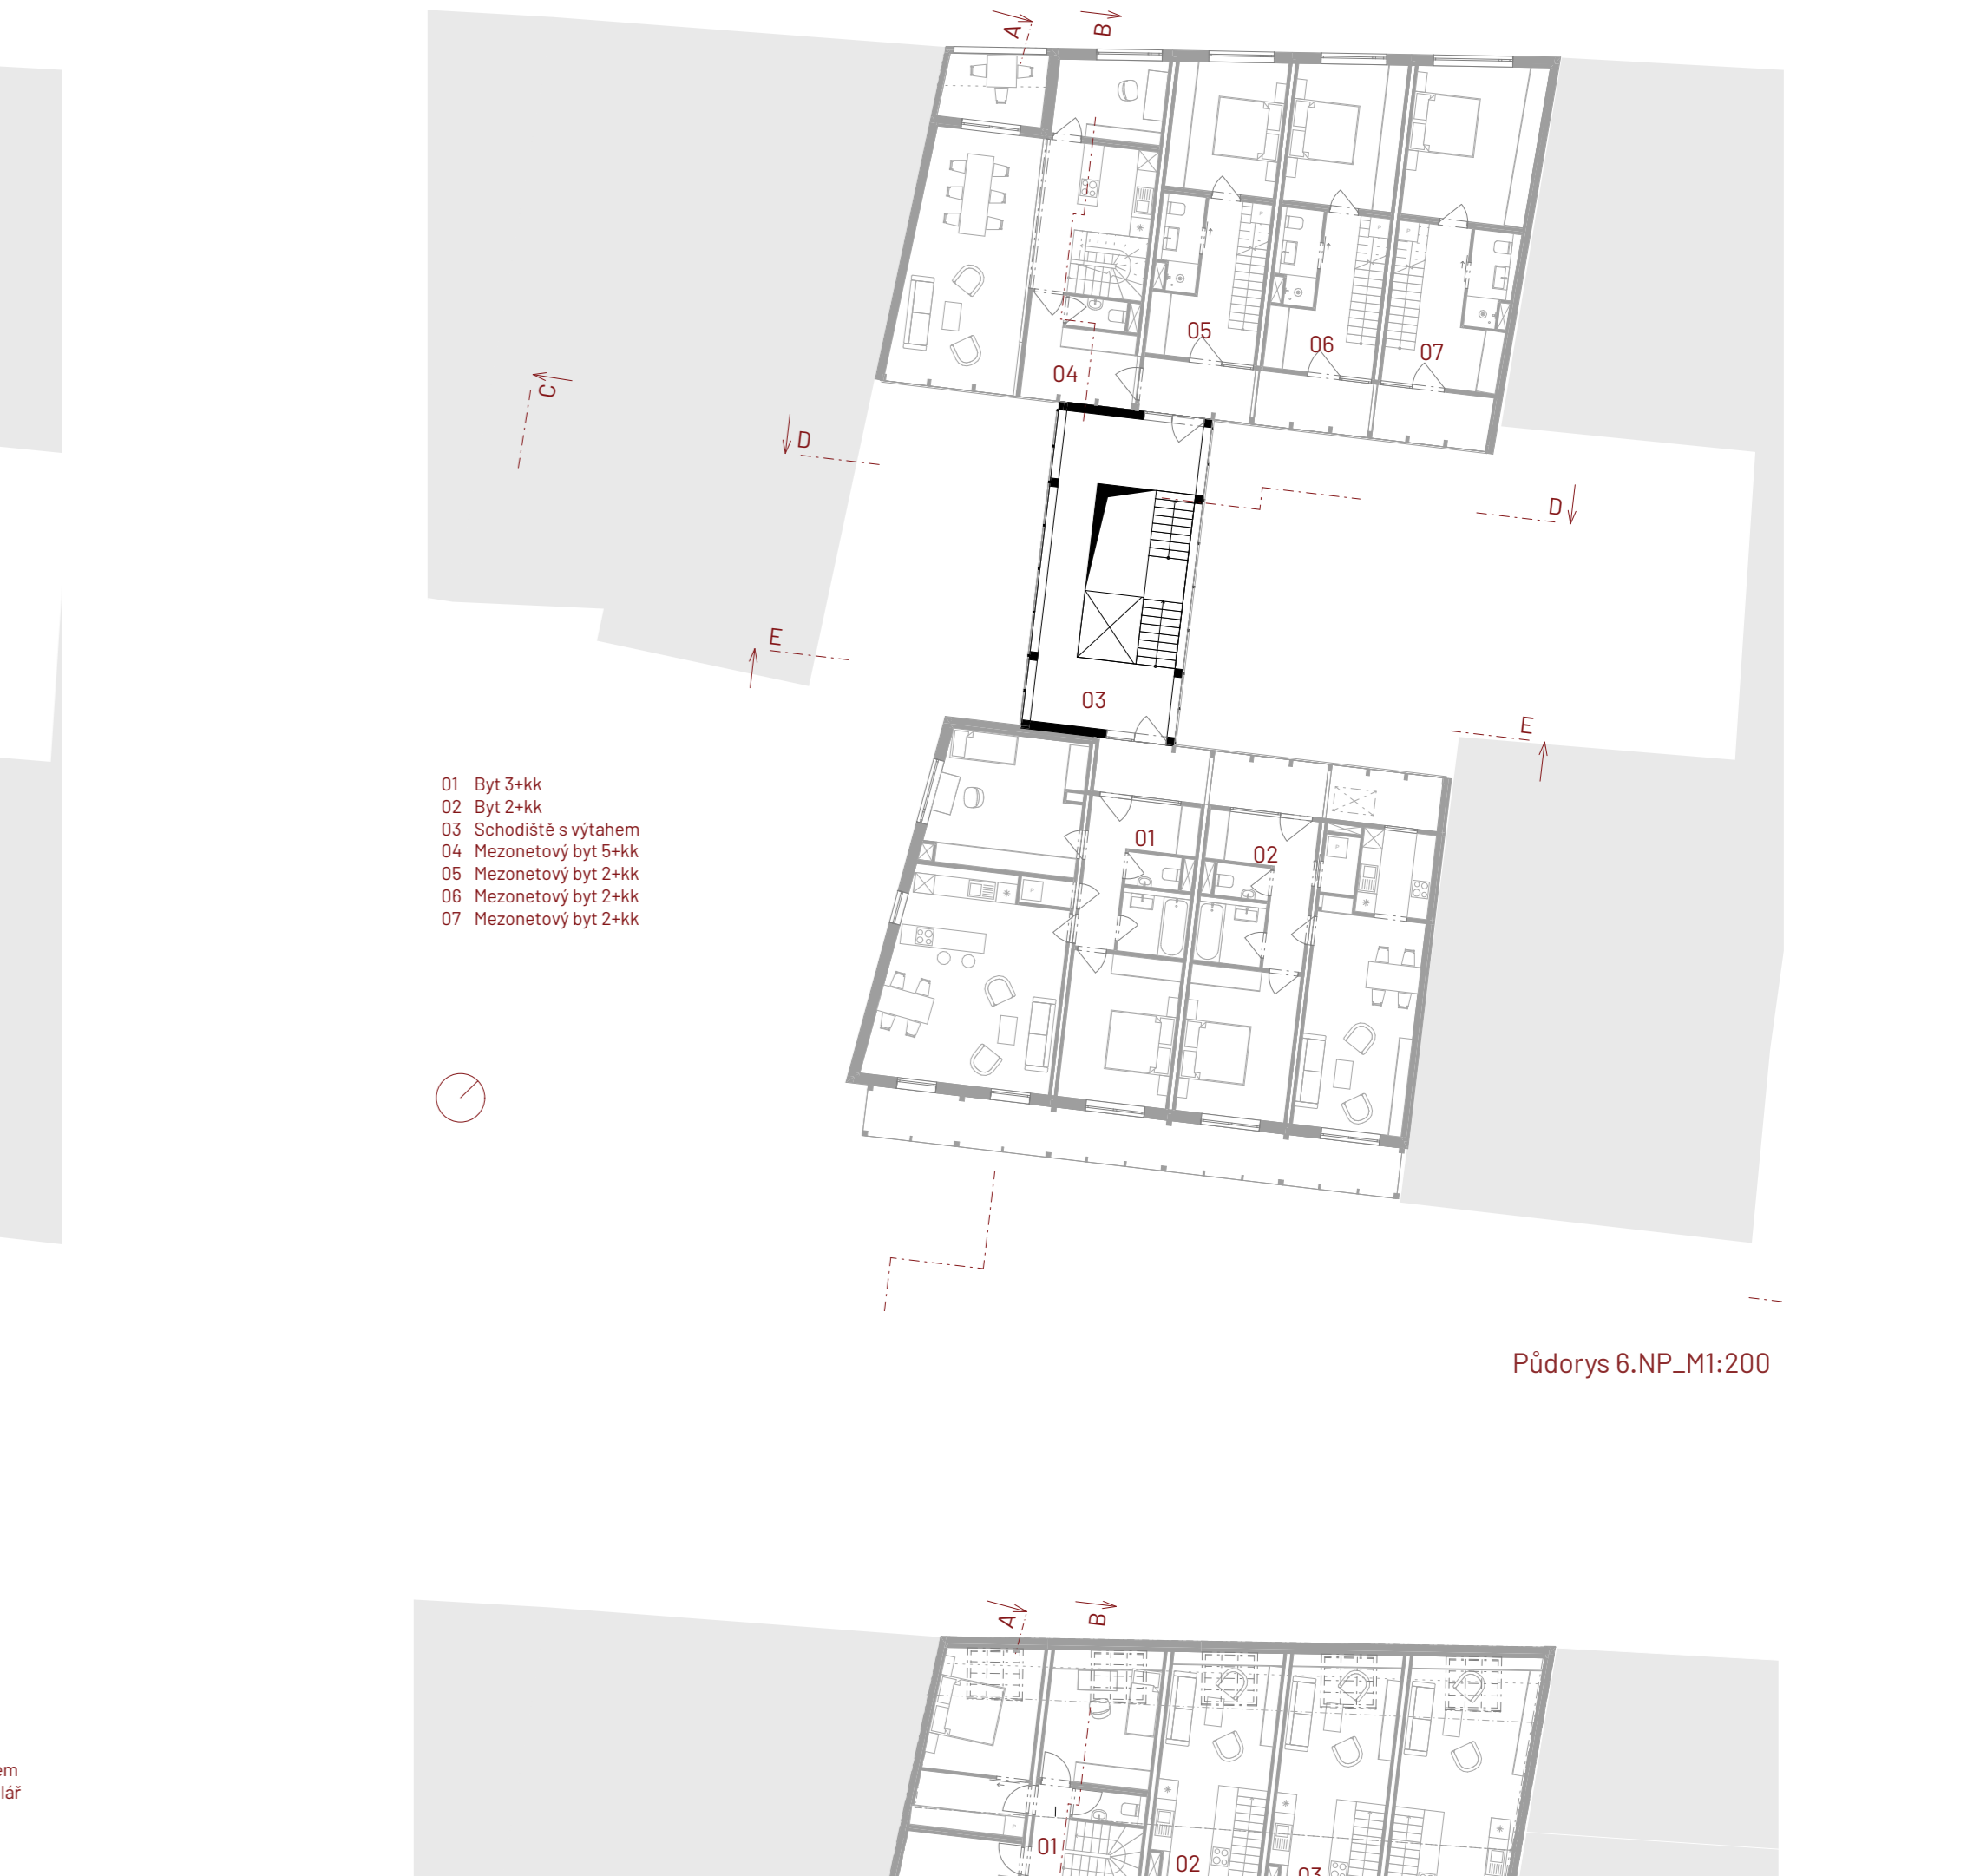 A
B
C
D
D
E
E
04
05
06
07
03
01
02
01 Byt 3+kk
02 Byt 2+kk
03 Schodiště s výtahem
04 Mezonetový byt 5+kk
05 Mezonetový byt 2+kk
06 Mezonetový byt 2+kk
07 Mezonetový byt 2+kk
Půdorys 6.NP_M1:200
A
B
em
lář
01
02
03